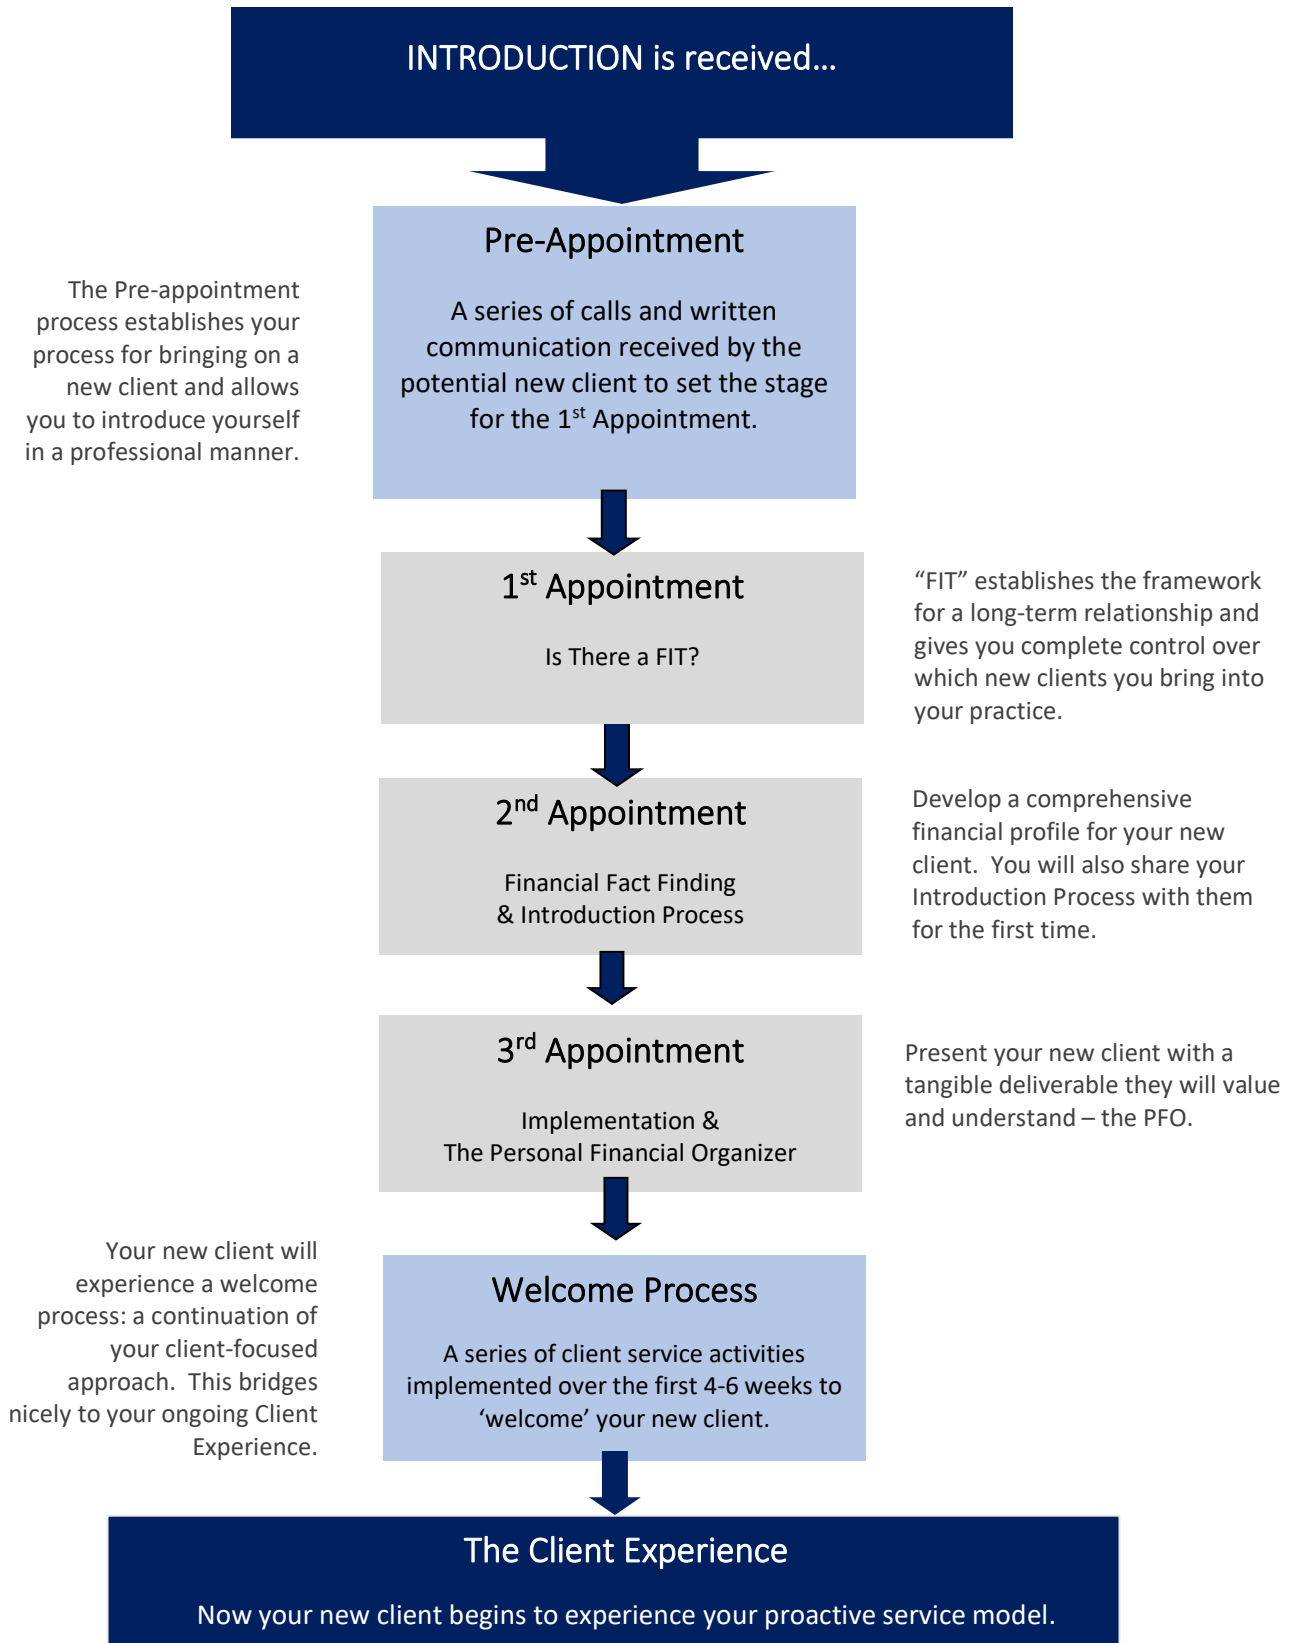 INTRODUCTION is received…
Pre-Appointment
A series of calls and written
communication received by the
potential new client to set the stage
for the 1st Appointment.
The Pre-appointment
process establishes your
process for bringing on a
new client and allows
you to introduce yourself
in a professional manner.
1st Appointment
Is There a FIT?
“FIT” establishes the framework
for a long-term relationship and
gives you complete control over
which new clients you bring into
your practice.
2nd Appointment
Financial Fact Finding
& Introduction Process
Develop a comprehensive
financial profile for your new
client.  You will also share your
Introduction Process with them
for the first time.
3rd Appointment
Implementation &
The Personal Financial Organizer
Present your new client with a
tangible deliverable they will value
and understand – the PFO.
Your new client will
experience a welcome
process: a continuation of
your client-focused
approach.  This bridges
nicely to your ongoing Client
Experience.
Welcome Process
A series of client service activities
implemented over the first 4-6 weeks to
‘welcome’ your new client.
The Client Experience
Now your new client begins to experience your proactive service model.